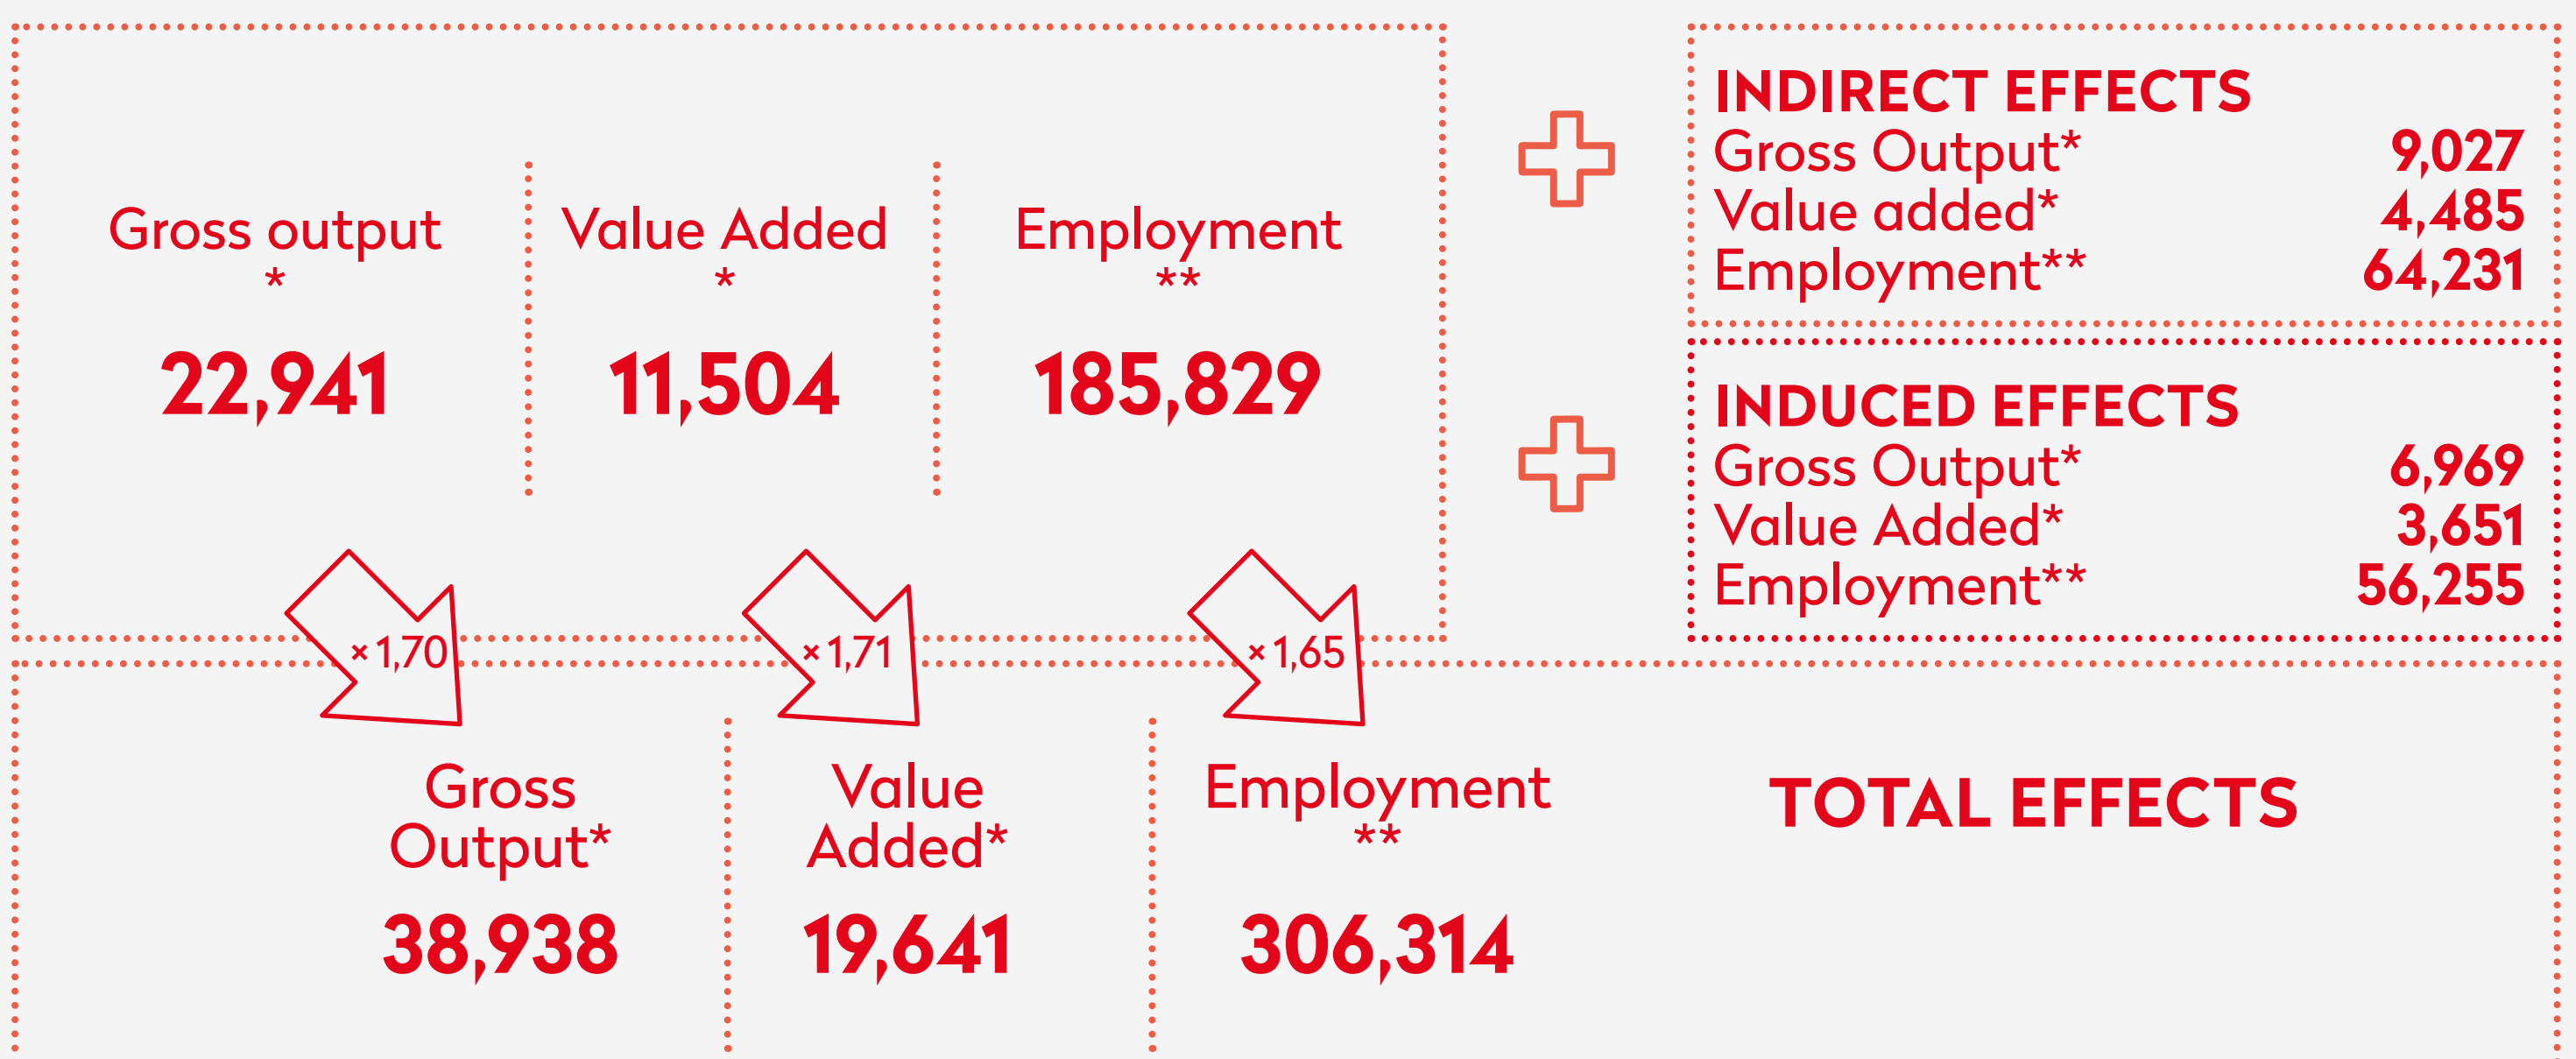 Gross output
*
22,941
Value Added
*
11,504
Employment
**
185,829
INDIRECT EFFECTS
Gross Output* 9,027
Value added* 4,485
Employment** 64,231
INDUCED EFFECTS
Gross Output* 6,969
Value Added* 3,651
Employment** 56,255
× 1,70
× 1,71
× 1,65
Gross
Output*
38,938
Value
Added*
19,641
Employment
**
306,314
TOTAL EFFECTS